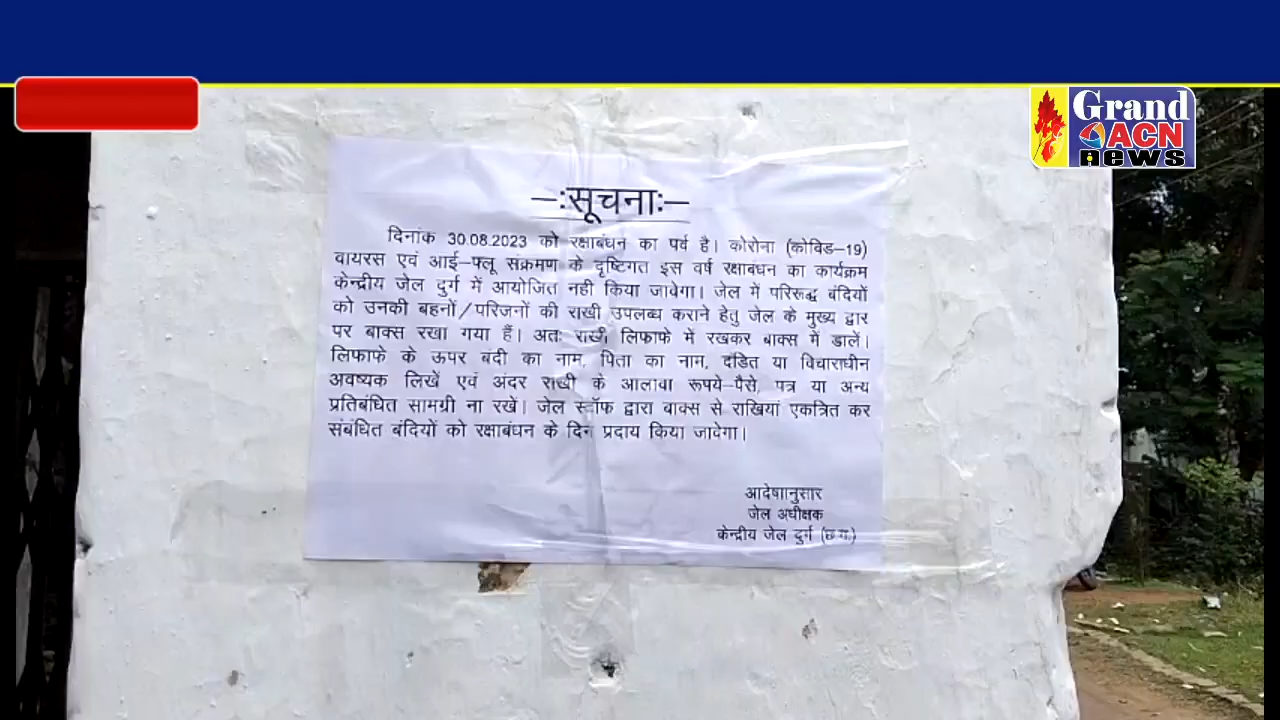 Grand
ACN
news
—:सूचनाः—
दिनांक 30.08.2023 को रक्षाबंधन का पर्व है। कोरोना (कोविड–19)
वायरस एवं आई–फ्लू संक्रमण के दृष्टिगत इस वर्ष रक्षाबंधन का कार्यक्रम
केन्द्रीय जेल दुर्ग में आयोजित नही किया जावेगा। जेल में परिरूद्ध बंदियों
को उनकी बहनों/परिजनों की राखी उपलब्ध कराने हेतु जेल के मुख्य द्वार
पर बाक्स रखा गया हैं। अतः राखी लिफाफे में रखकर बाक्स में डालें।
लिफाफे के ऊपर बंदी का नाम, पिता का नाम, दंडित या विचाराधीन
अवष्यक लिखें एवं अंदर राखी के आलावा रूपये–पैसे, पत्र या अन्य
प्रतिबंधित सामग्री ना रखें। जेल स्टॉफ द्वारा बाक्स से राखियां एकत्रित कर
संबंधित बंदियों को रक्षाबंधन के दिन प्रदाय किया जावेगा।
आदेषाानुसार
जेल अधीक्षक
केन्द्रीय जेल दुर्ग (छ.ग.)